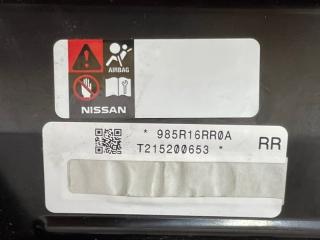 AIRBAG
NISSAN
* 985R16RR0A
T215200653 * RR